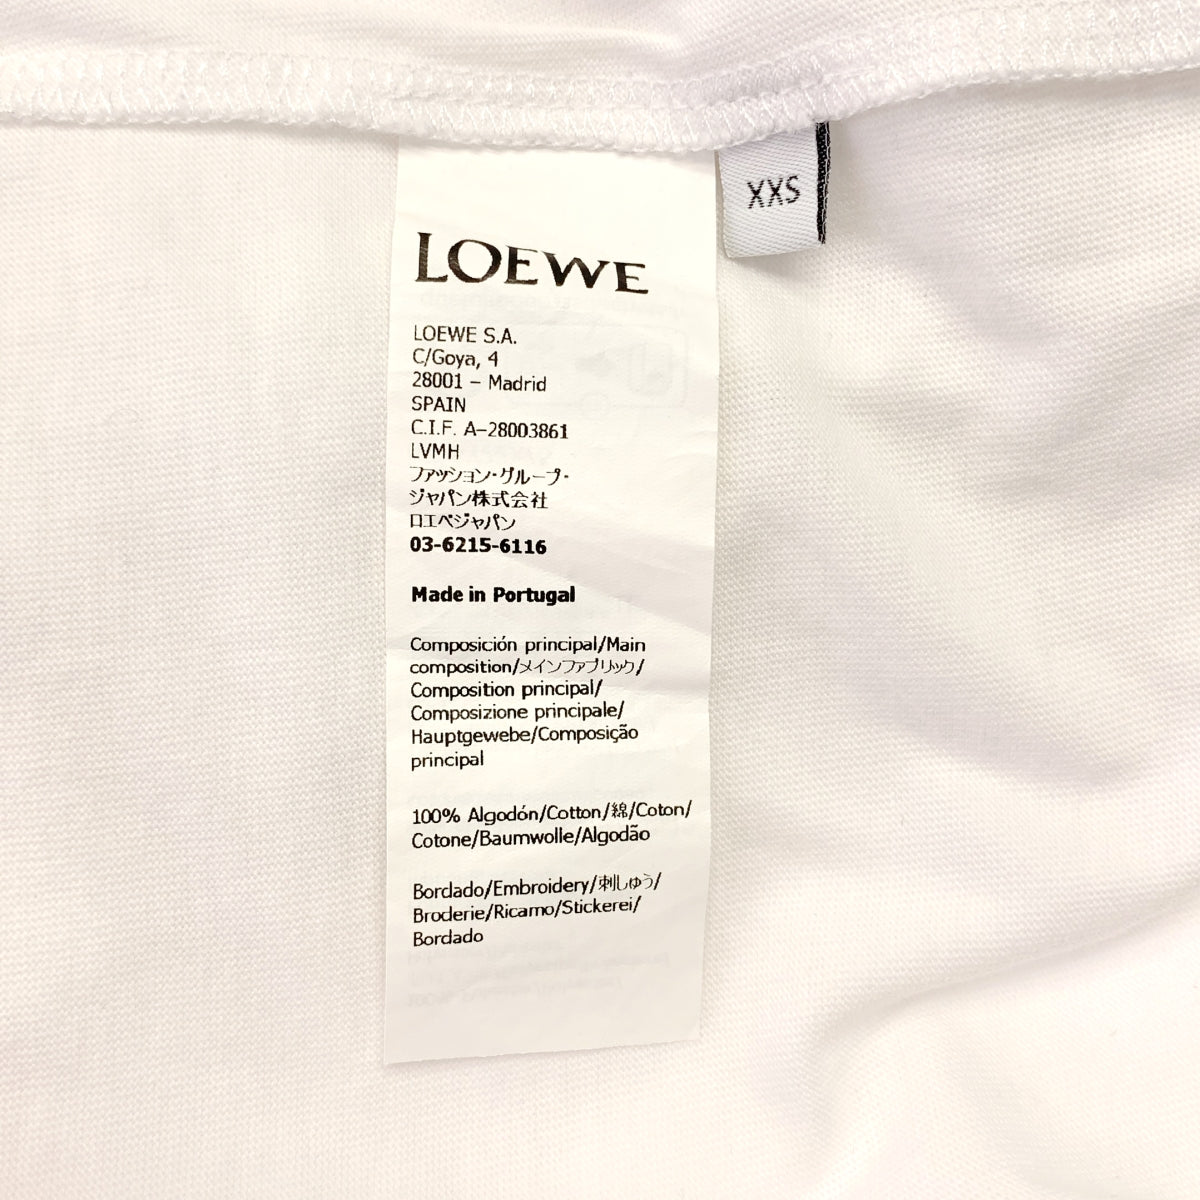 XXS
LOEWE
LOEWE S.A.
C/Goya, 4
28001 – Madrid
SPAIN
C.I.F. A–28003861
LVMH
ファッション・グループ・
ジャパン株式会社
ロエベジャパン
03-6215-6116
Made in Portugal
Composición principal/Main
composition/メインファブリック/
Composition principal/
Composizione principale/
Hauptgewebe/Composição
principal
100% Algodón/Cotton/綿/Coton/
Cotone/Baumwolle/Algodão
Bordado/Embroidery/刺しゅう/
Broderie/Ricamo/Stickerei/
Bordado